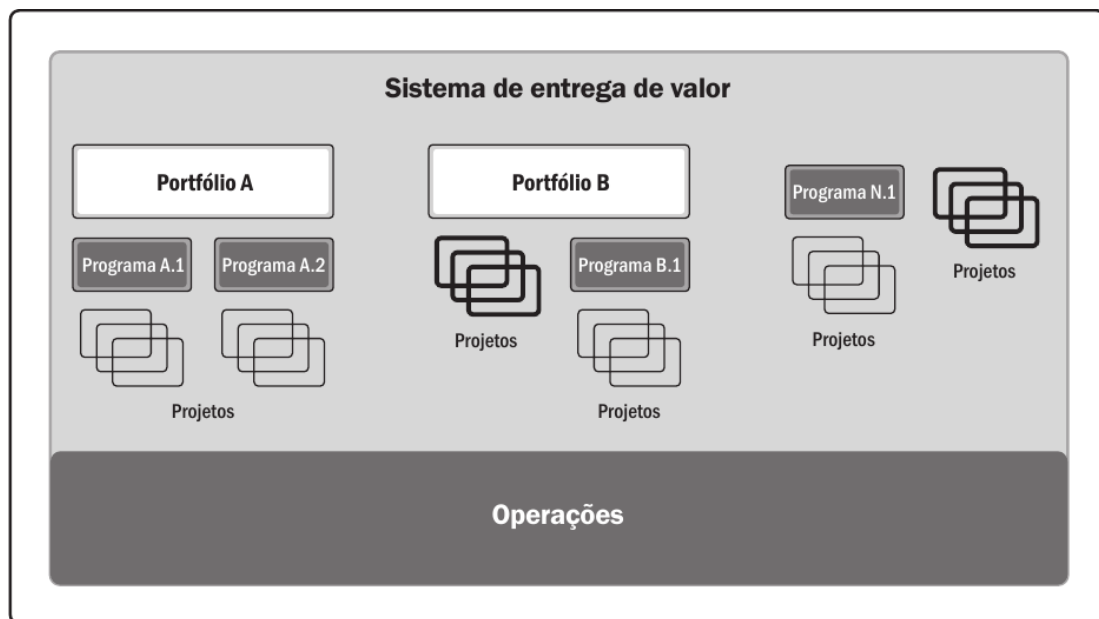 Sistema de entrega de valor
Portfólio A
Portfólio B
Programa N.1
Projetos
Programa A.1
Programa A.2
Programa B.1
Projetos
Projetos
Projetos
Projetos
Operações